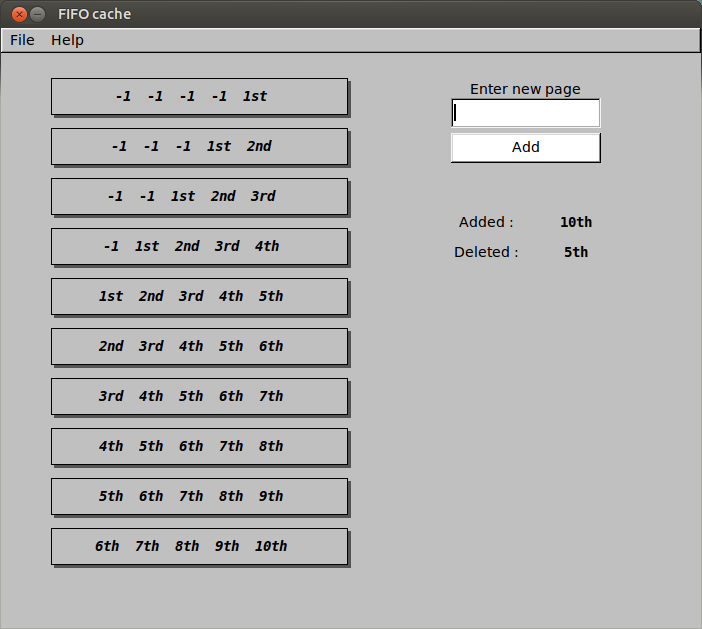 FIFO cache
File Help
-1 -1 -1 -1 1st
-1 -1 -1 1st 2nd
-1 -1 1st 2nd 3rd
-1 1st 2nd 3rd 4th
1st 2nd 3rd 4th 5th
2nd 3rd 4th 5th 6th
3rd 4th 5th 6th 7th
4th 5th 6th 7th 8th
5th 6th 7th 8th 9th
6th 7th 8th 9th 10th
Enter new page
Add
Added : 10th
Deleted : 5th